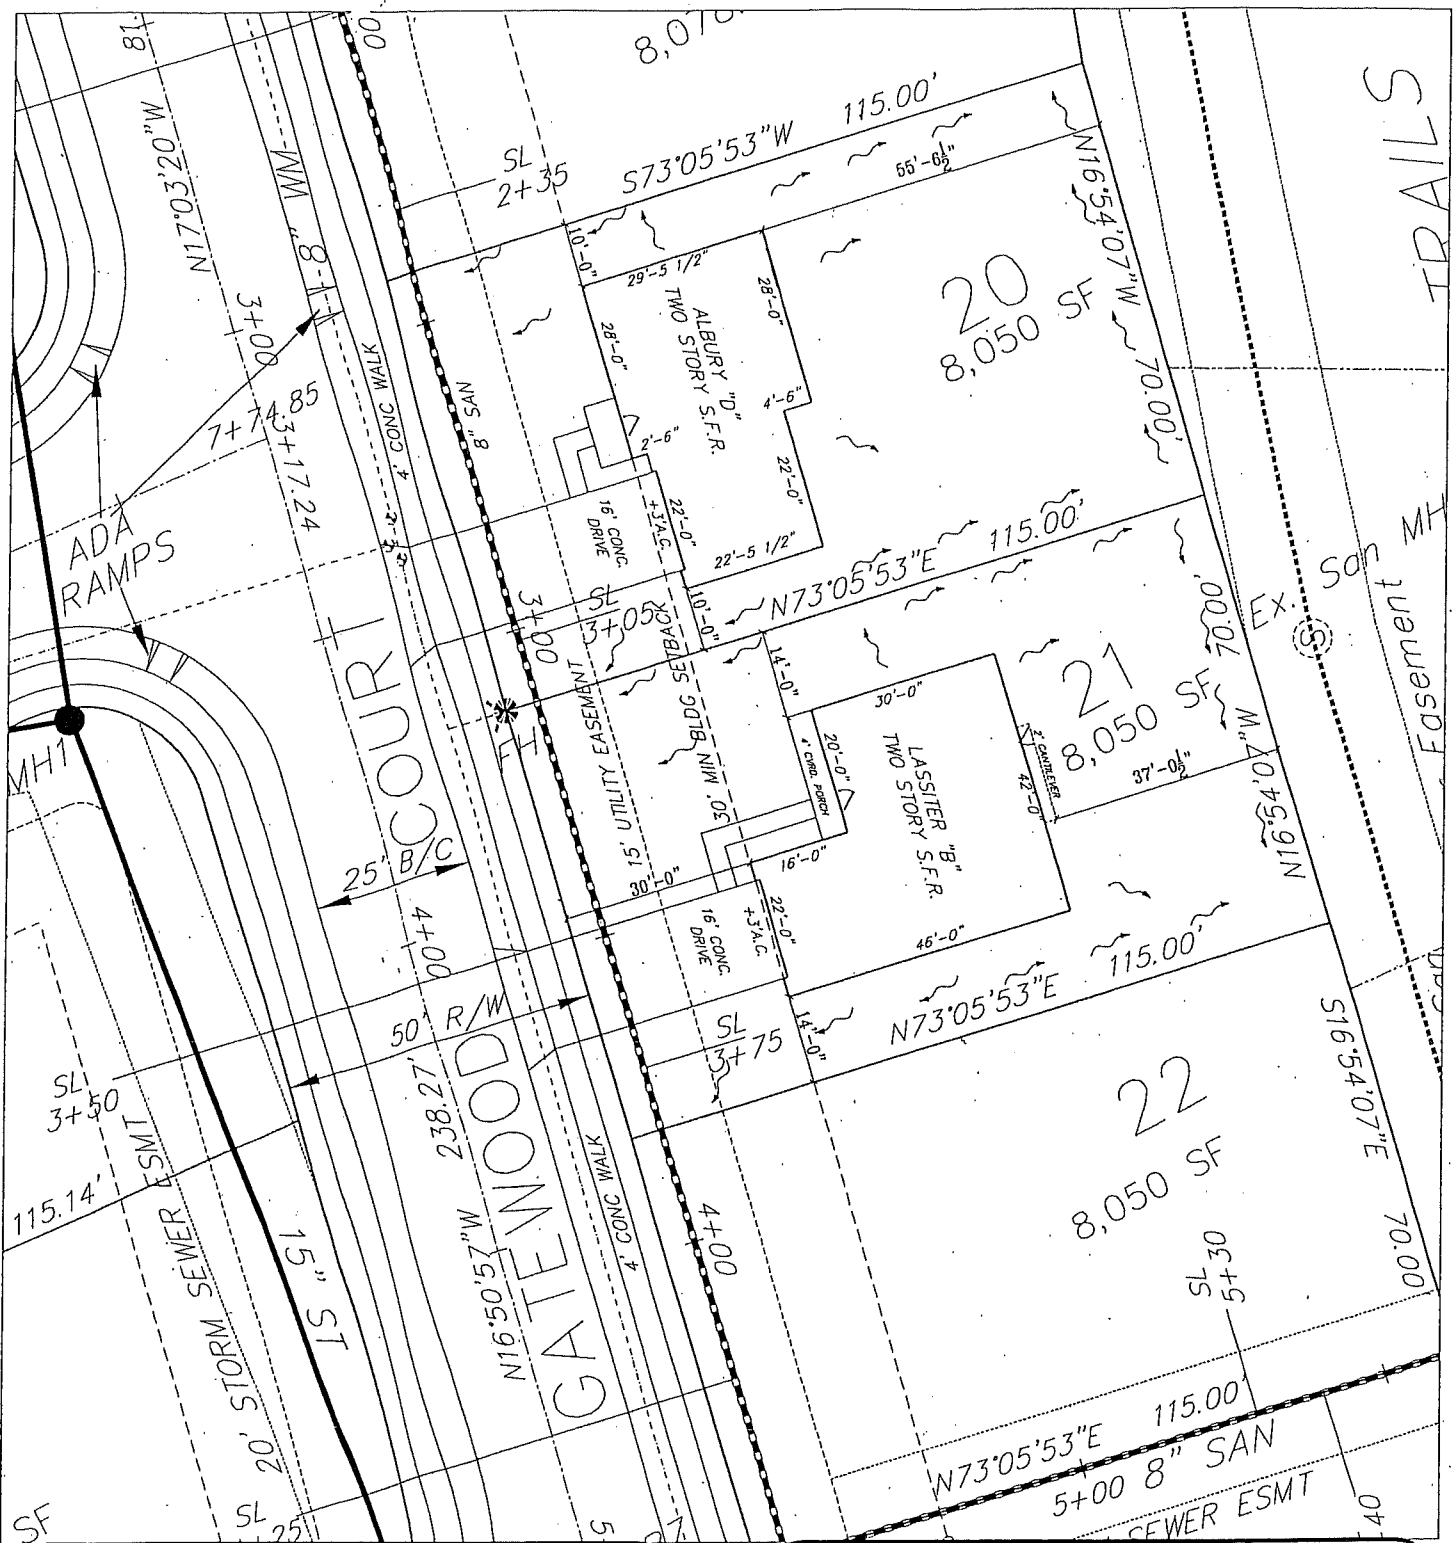 00
8,070
TRAILS
N17°03'20"W
8" WM
SL
2+35
S73°05'53"W 115.00'
55'-6½"
N16°54'07"W 70.00'
10'-0"
29'-5 1/2"
28'-0"
28'-0"
ALBURY "D"
TWO STORY S.F.R.
20
8,050 SF
3+00
7+74.85
3+17.24
4' CONC WALK
8" SAN
4'-6"
2'-6"
22'-0"
22'-0"
+3'A.C.
16' CONC.
DRIVE
22'-5 1/2"
10'-0"
N73°05'53"E 115.00'
ADA
RAMPS
3+00
SL
3+05
15' UTILITY EASEMENT
30' MIN BLDG SETBACK
Ex. San MH
Easement
San
14'-0"
30'-0"
20'-0"
4' CVRD. PORCH
LASSITER "B"
TWO STORY S.F.R.
2' CANTILEVER
42'-0"
21
8,050 SF
37'-0½"
N16°54'07"W 70.00'
FH
MH1
25' B/C
GATEWOOD COURT
30'-0"
16'-0"
22'-0"
+3'A.C.
16' CONC.
DRIVE
46'-0"
4+00
50' R/W
14'-0"
N73°05'53"E 115.00'
SL
3+75
SL
3+50
238.27'
N16°50'57"W
4' CONC WALK
22
8,050 SF
S16°54'07"E 70.00
115.14'
20' STORM SEWER ESMT
15" ST
4+00
SL
5+30
N73°05'53"E 115.00'
5+00 8" SAN
SEWER ESMT
SF
SL
+25
+40